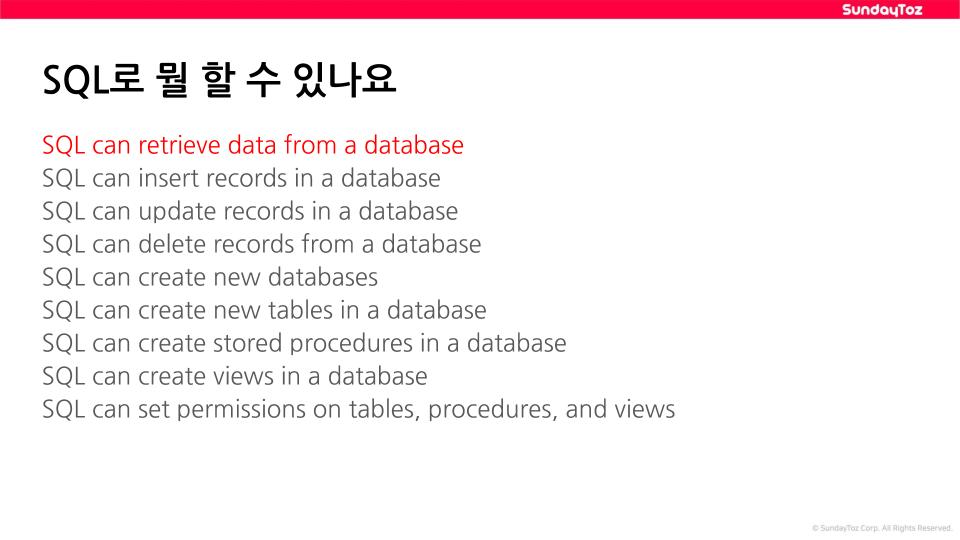 SundayToz
SQL로 뭘 할 수 있나요
SQL can retrieve data from a database
SQL can insert records in a database
SQL can update records in a database
SQL can delete records from a database
SQL can create new databases
SQL can create new tables in a database
SQL can create stored procedures in a database
SQL can create views in a database
SQL can set permissions on tables, procedures, and views
© SundayToz Corp. All Rights Reserved.